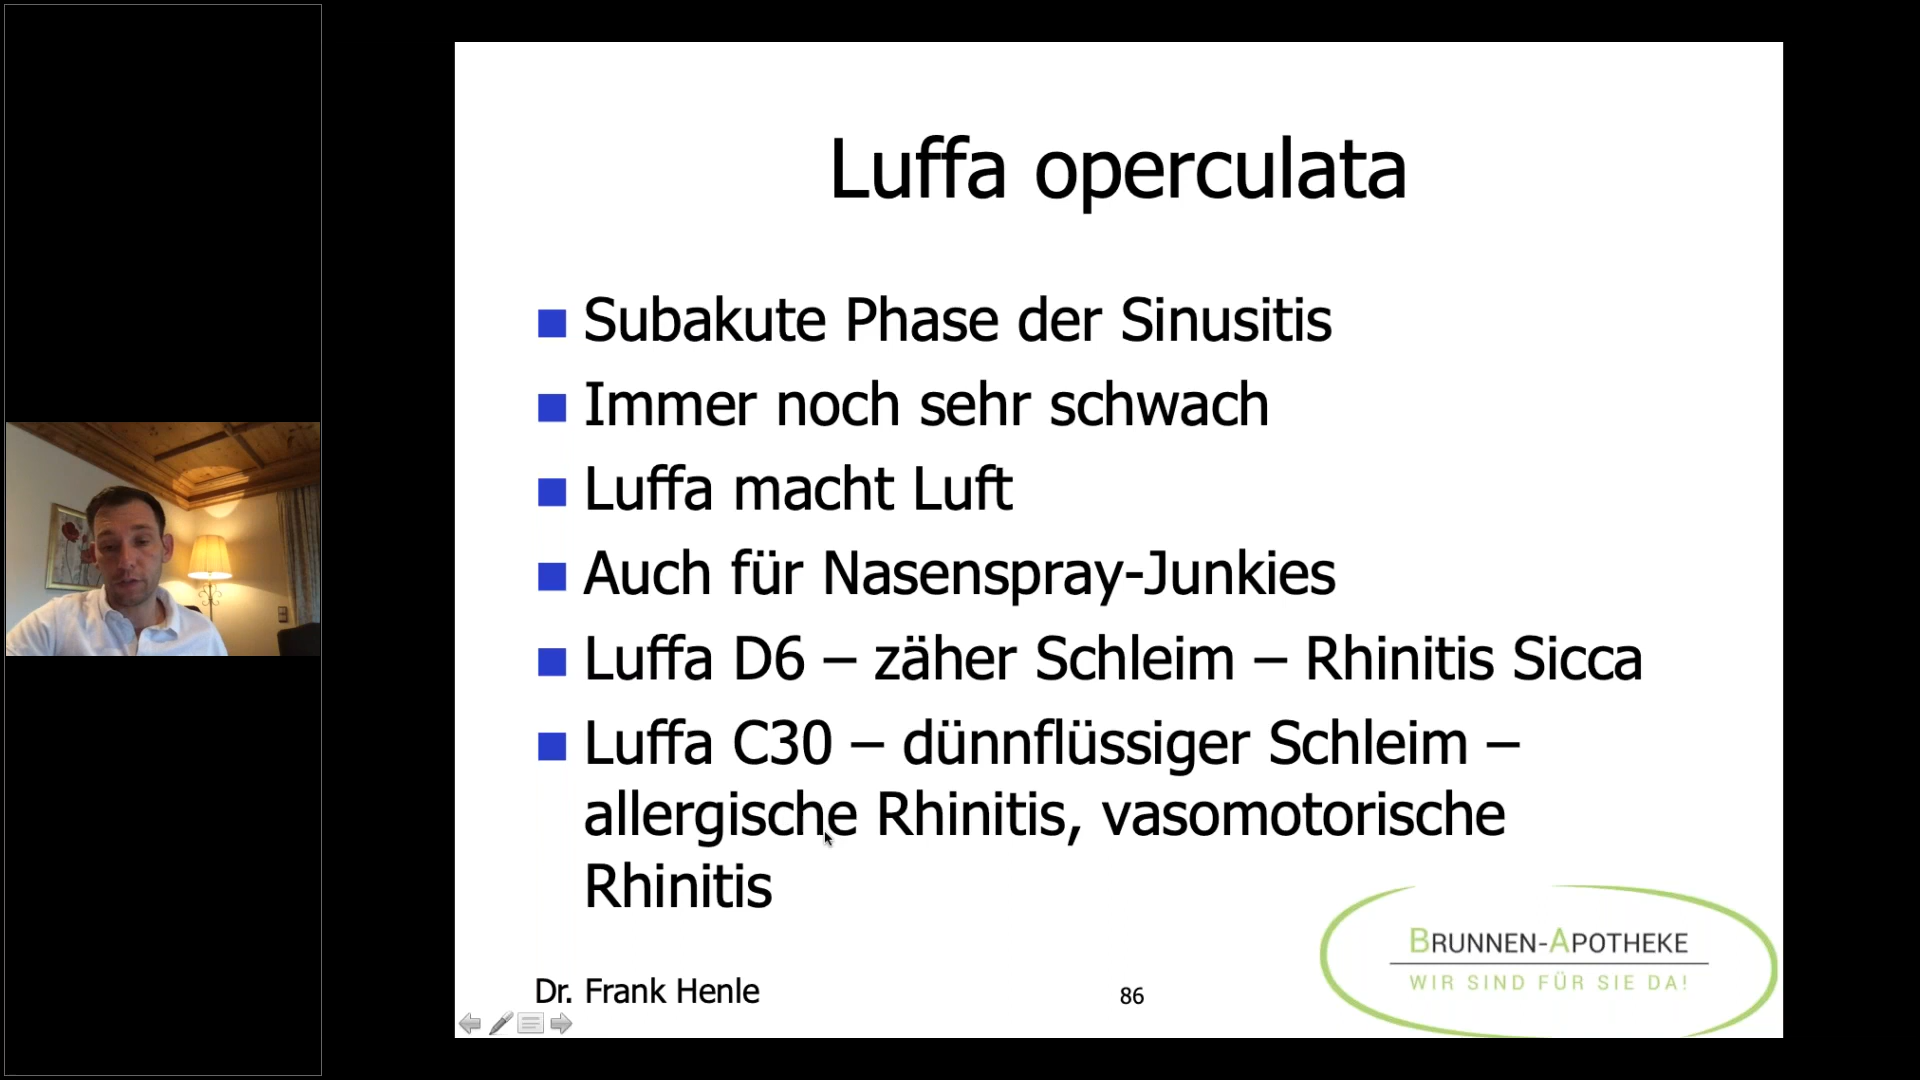 Luffa operculata
Subakute Phase der Sinusitis
Immer noch sehr schwach
Luffa macht Luft
Auch für Nasenspray-Junkies
Luffa D6 – zäher Schleim – Rhinitis Sicca
Luffa C30 – dünnflüssiger Schleim –
allergische Rhinitis, vasomotorische
Rhinitis
BRUNNEN-APOTHEKE
WIR SIND FÜR SIE DA!
Dr. Frank Henle
86